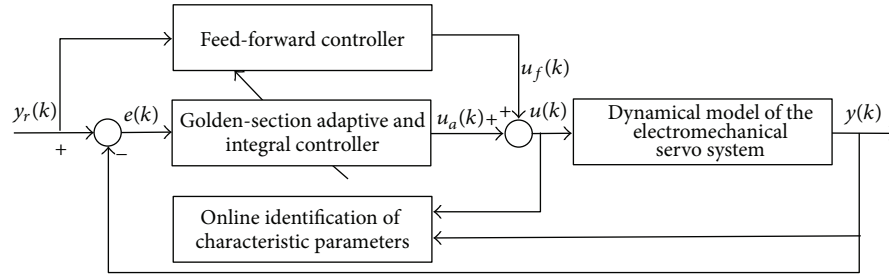 Feed-forward controller
u_f(k)
y_r(k)
+
−
e(k)
Golden-section adaptive and
integral controller
u_a(k)
+
+
u(k)
Dynamical model of the
electromechanical
servo system
y(k)
Online identification of
characteristic parameters